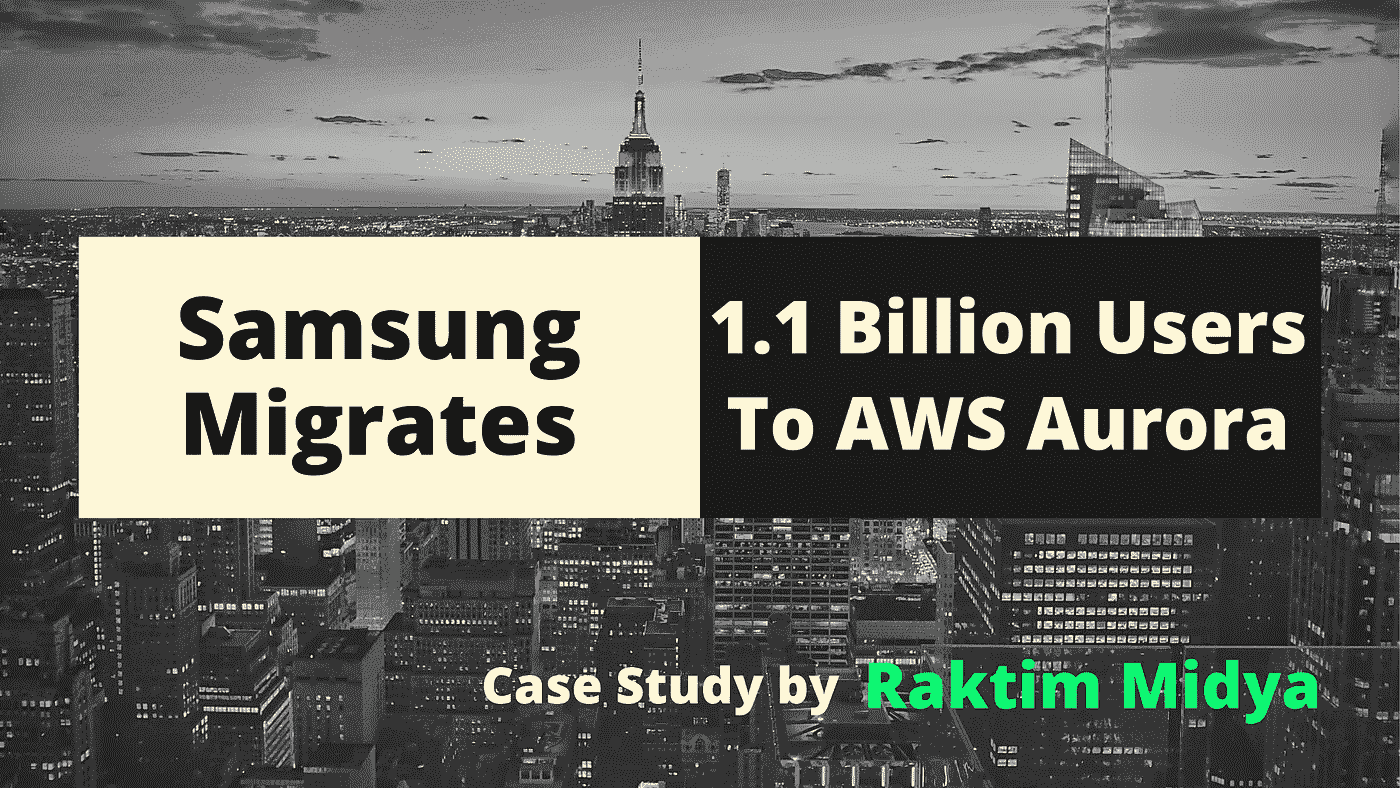 Samsung
Migrates
1.1 Billion Users
To AWS Aurora
Case Study by Raktim Midya